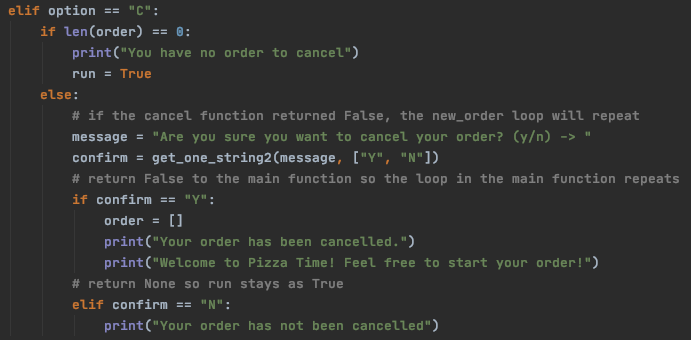 elif option == "C":
    if len(order) == 0:
        print("You have no order to cancel")
        run = True
    else:
        # if the cancel function returned False, the new_order loop will repeat
        message = "Are you sure you want to cancel your order? (y/n) -> "
        confirm = get_one_string2(message, ["Y", "N"])
        # return False to the main function so the loop in the main function repeats
        if confirm == "Y":
            order = []
            print("Your order has been cancelled.")
            print("Welcome to Pizza Time! Feel free to start your order!")
        # return None so run stays as True
        elif confirm == "N":
            print("Your order has not been cancelled")